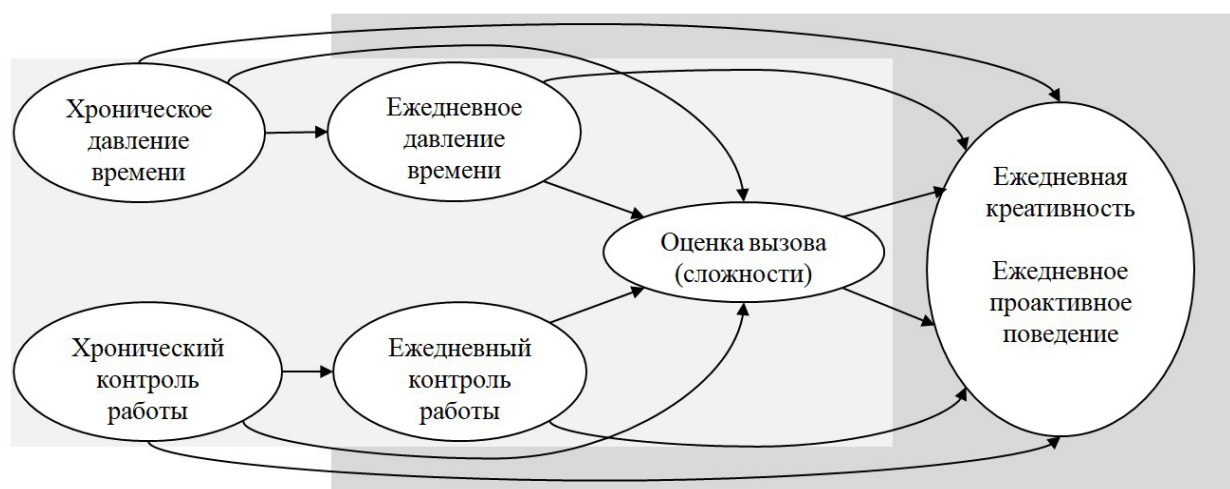 Хроническое
давление
времени
Ежедневное
давление
времени
Оценка вызова
(сложности)
Ежедневная
креативность
Ежедневное
проактивное
поведение
Хронический
контроль
работы
Ежедневный
контроль
работы